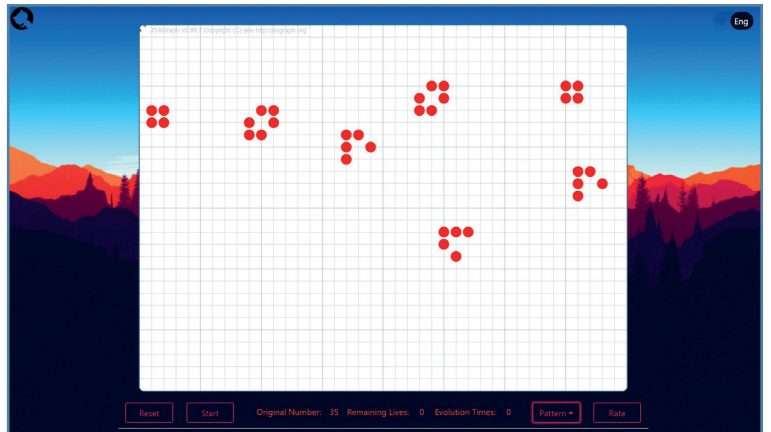 JSXGraph v0.99.7 Copyright (C) see http://jsxgraph.org
Eng
Reset
Start
Original Number: 35 Remaining Lives: 0 Evolution Times: 0
Pattern
Rate